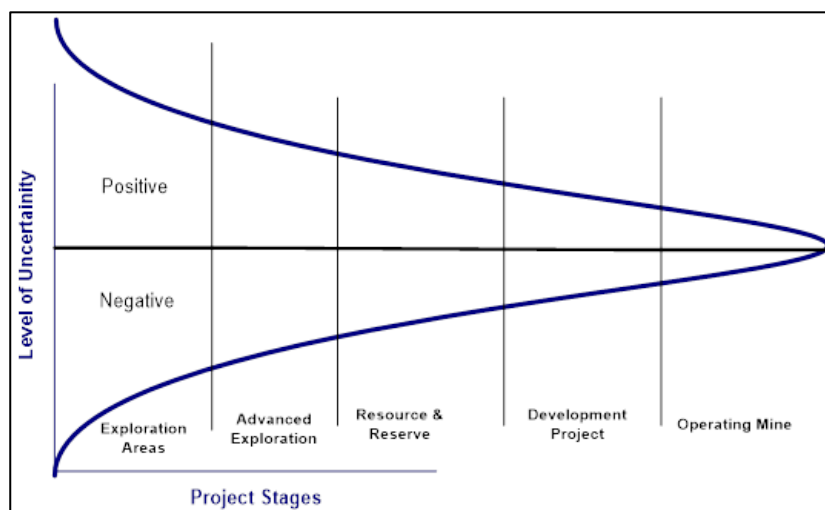 Level of Uncertainity
Positive
Negative
Exploration
Areas
Advanced
Exploration
Resource &
Reserve
Development
Project
Operating Mine
Project Stages